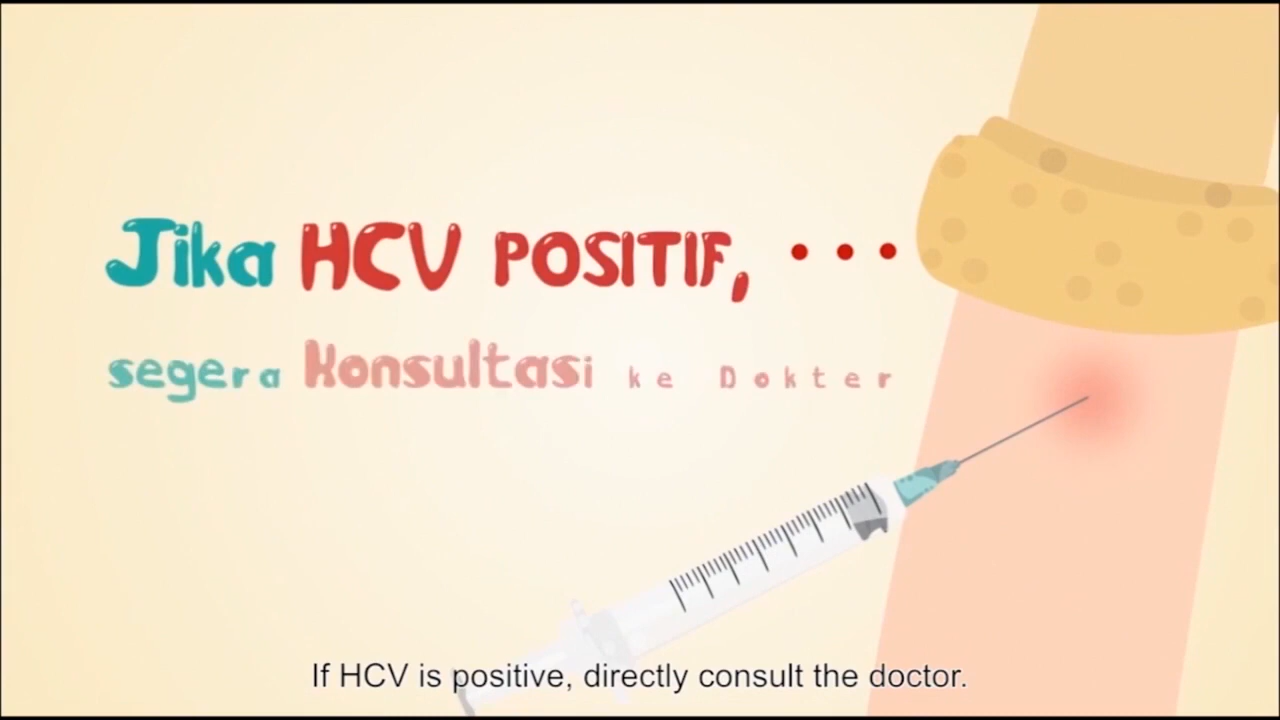 Jika HCV POSITIF, ...
segera Konsultasi ke Dokter
If HCV is positive, directly consult the doctor.